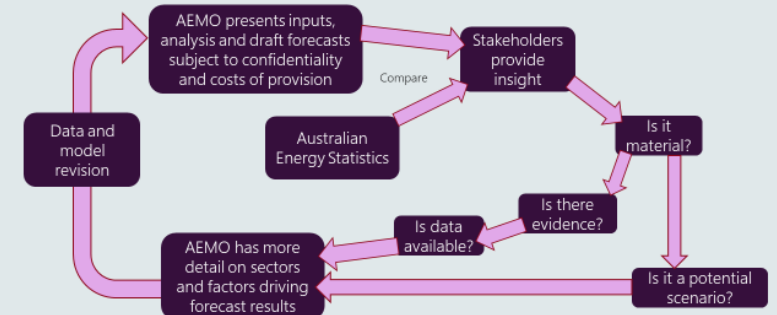 AEMO presents inputs,
analysis and draft forecasts
subject to confidentiality
and costs of provision
Stakeholders
provide
insight
Compare
Australian
Energy Statistics
Is it
material?
Is there
evidence?
Is data
available?
Is it a potential
scenario?
AEMO has more
detail on sectors
and factors driving
forecast results
Data and
model
revision